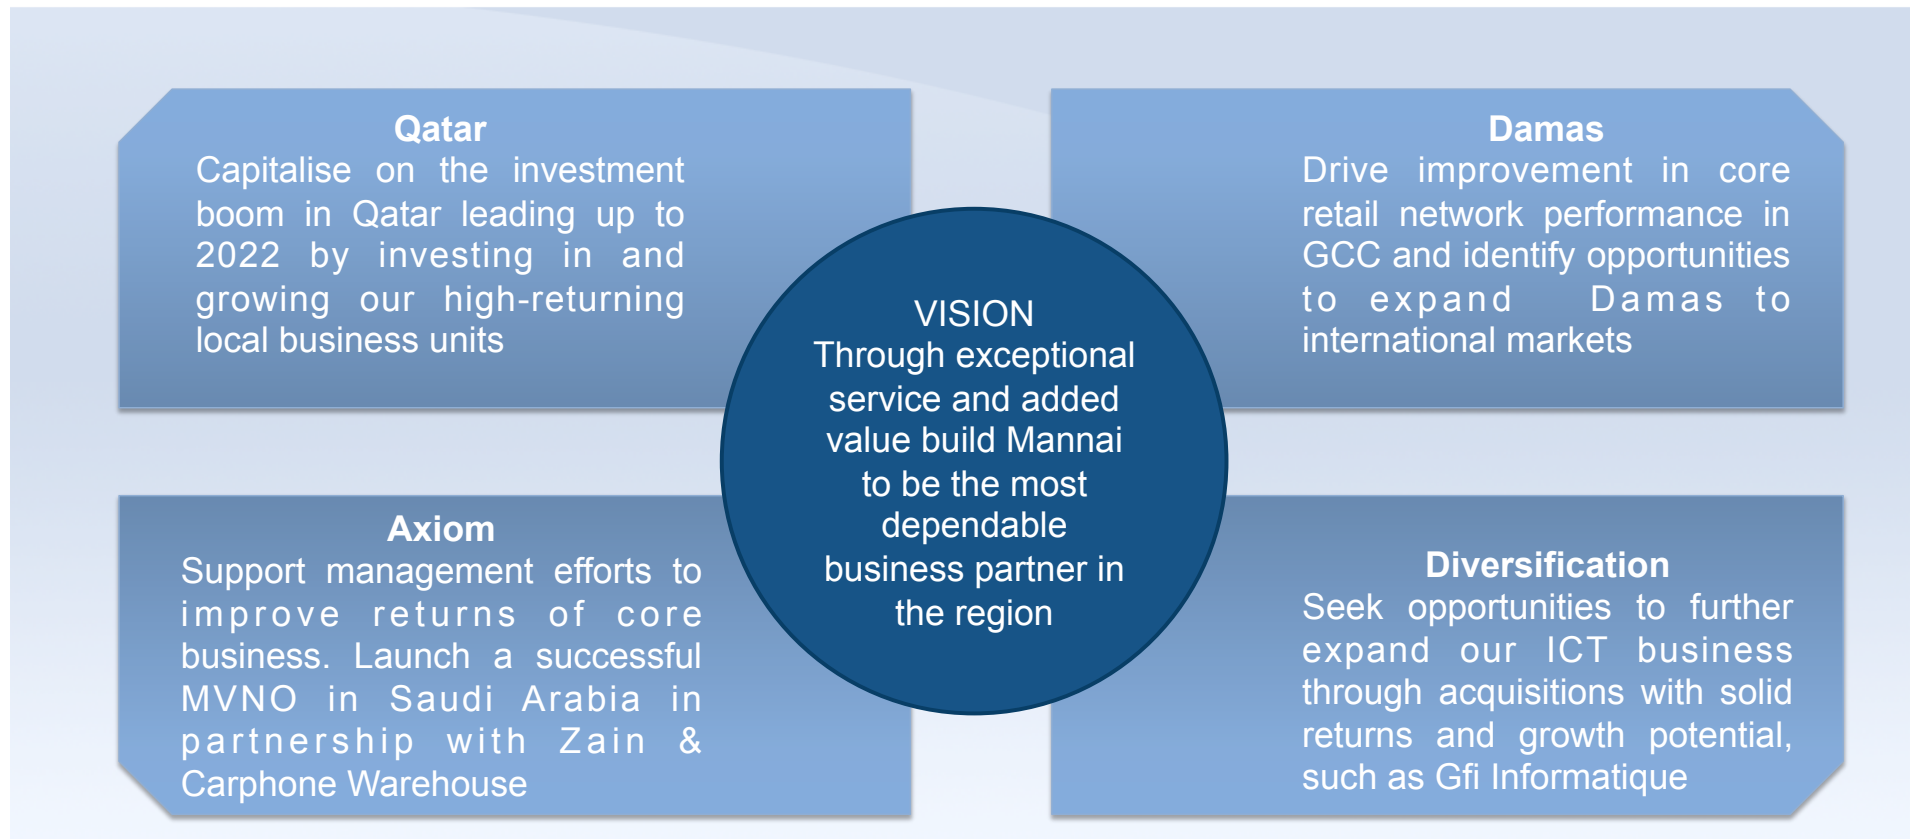 Qatar
Capitalise on the investment
boom in Qatar leading up to
2022 by investing in and
growing our high-returning
local business units
Damas
Drive improvement in core
retail network performance in
GCC and identify opportunities
to expand Damas to
international markets
VISION
Through exceptional
service and added
value build Mannai
to be the most
dependable
business partner in
the region
Axiom
Support management efforts to
improve returns of core
business. Launch a successful
MVNO in Saudi Arabia in
partnership with Zain &
Carphone Warehouse
Diversification
Seek opportunities to further
expand our ICT business
through acquisitions with solid
returns and growth potential,
such as Gfi Informatique